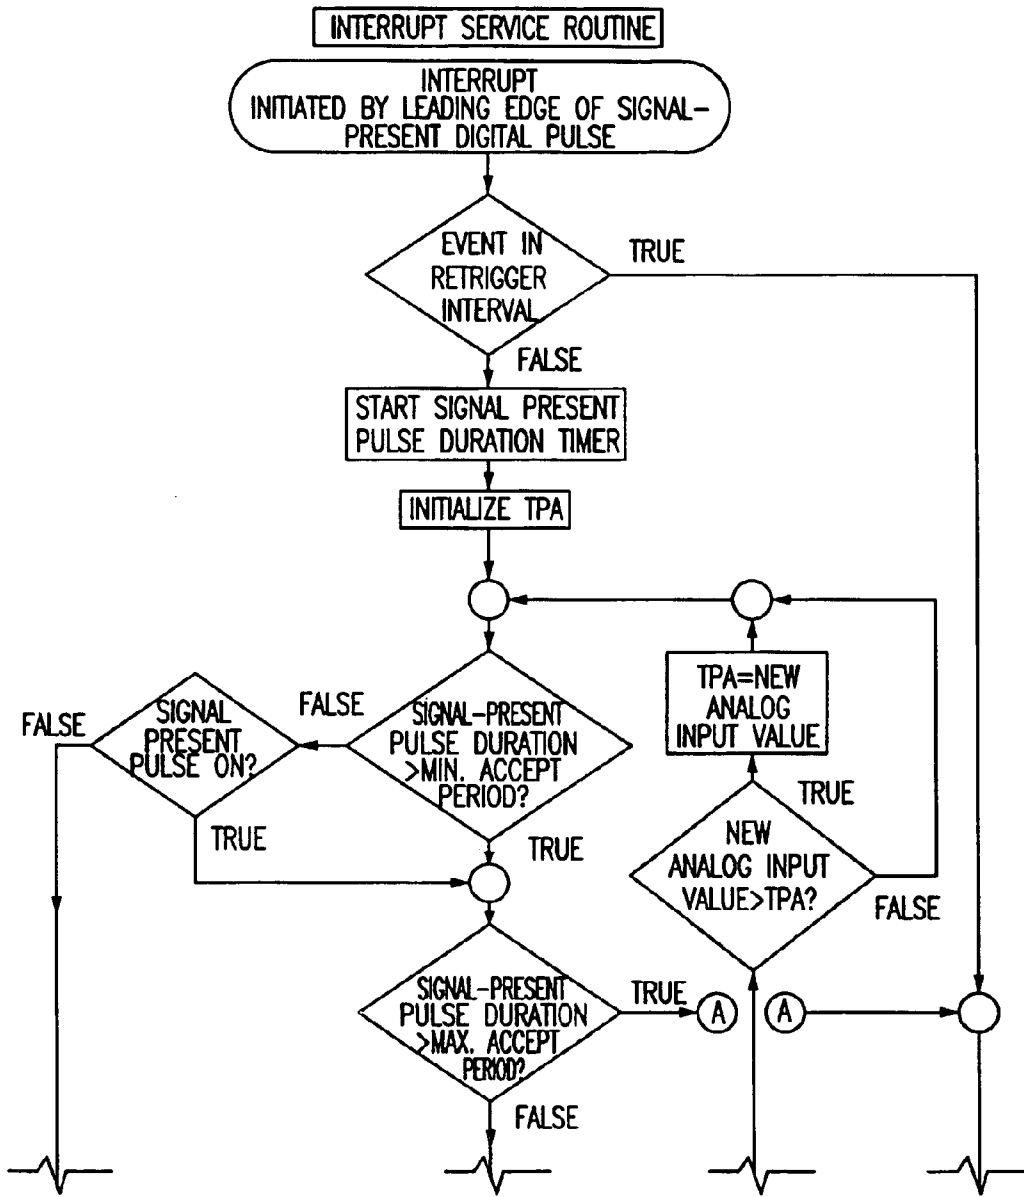 INTERRUPT SERVICE ROUTINE
INTERRUPT
INITIATED BY LEADING EDGE OF SIGNAL-
PRESENT DIGITAL PULSE
EVENT IN
RETRIGGER
INTERVAL
TRUE
FALSE
START SIGNAL PRESENT
PULSE DURATION TIMER
INITIALIZE TPA
TPA=NEW
ANALOG
INPUT VALUE
FALSE
SIGNAL
PRESENT
PULSE ON?
FALSE
SIGNAL-PRESENT
PULSE DURATION
>MIN. ACCEPT
PERIOD?
TRUE
TRUE
TRUE
NEW
ANALOG INPUT
VALUE>TPA?
FALSE
SIGNAL-PRESENT
PULSE DURATION
>MAX. ACCEPT
PERIOD?
TRUE
A
A
FALSE